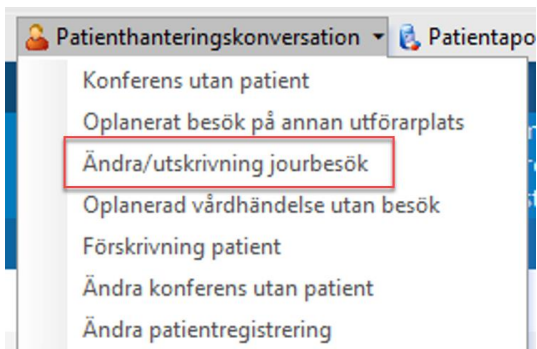 Patienthanteringskonversation Patientapo
Konferens utan patient
Oplanerat besök på annan utförarplats
Ändra/utskrivning jourbesök
Oplanerad vårdhändelse utan besök
Förskrivning patient
Ändra konferens utan patient
Ändra patientregistrering